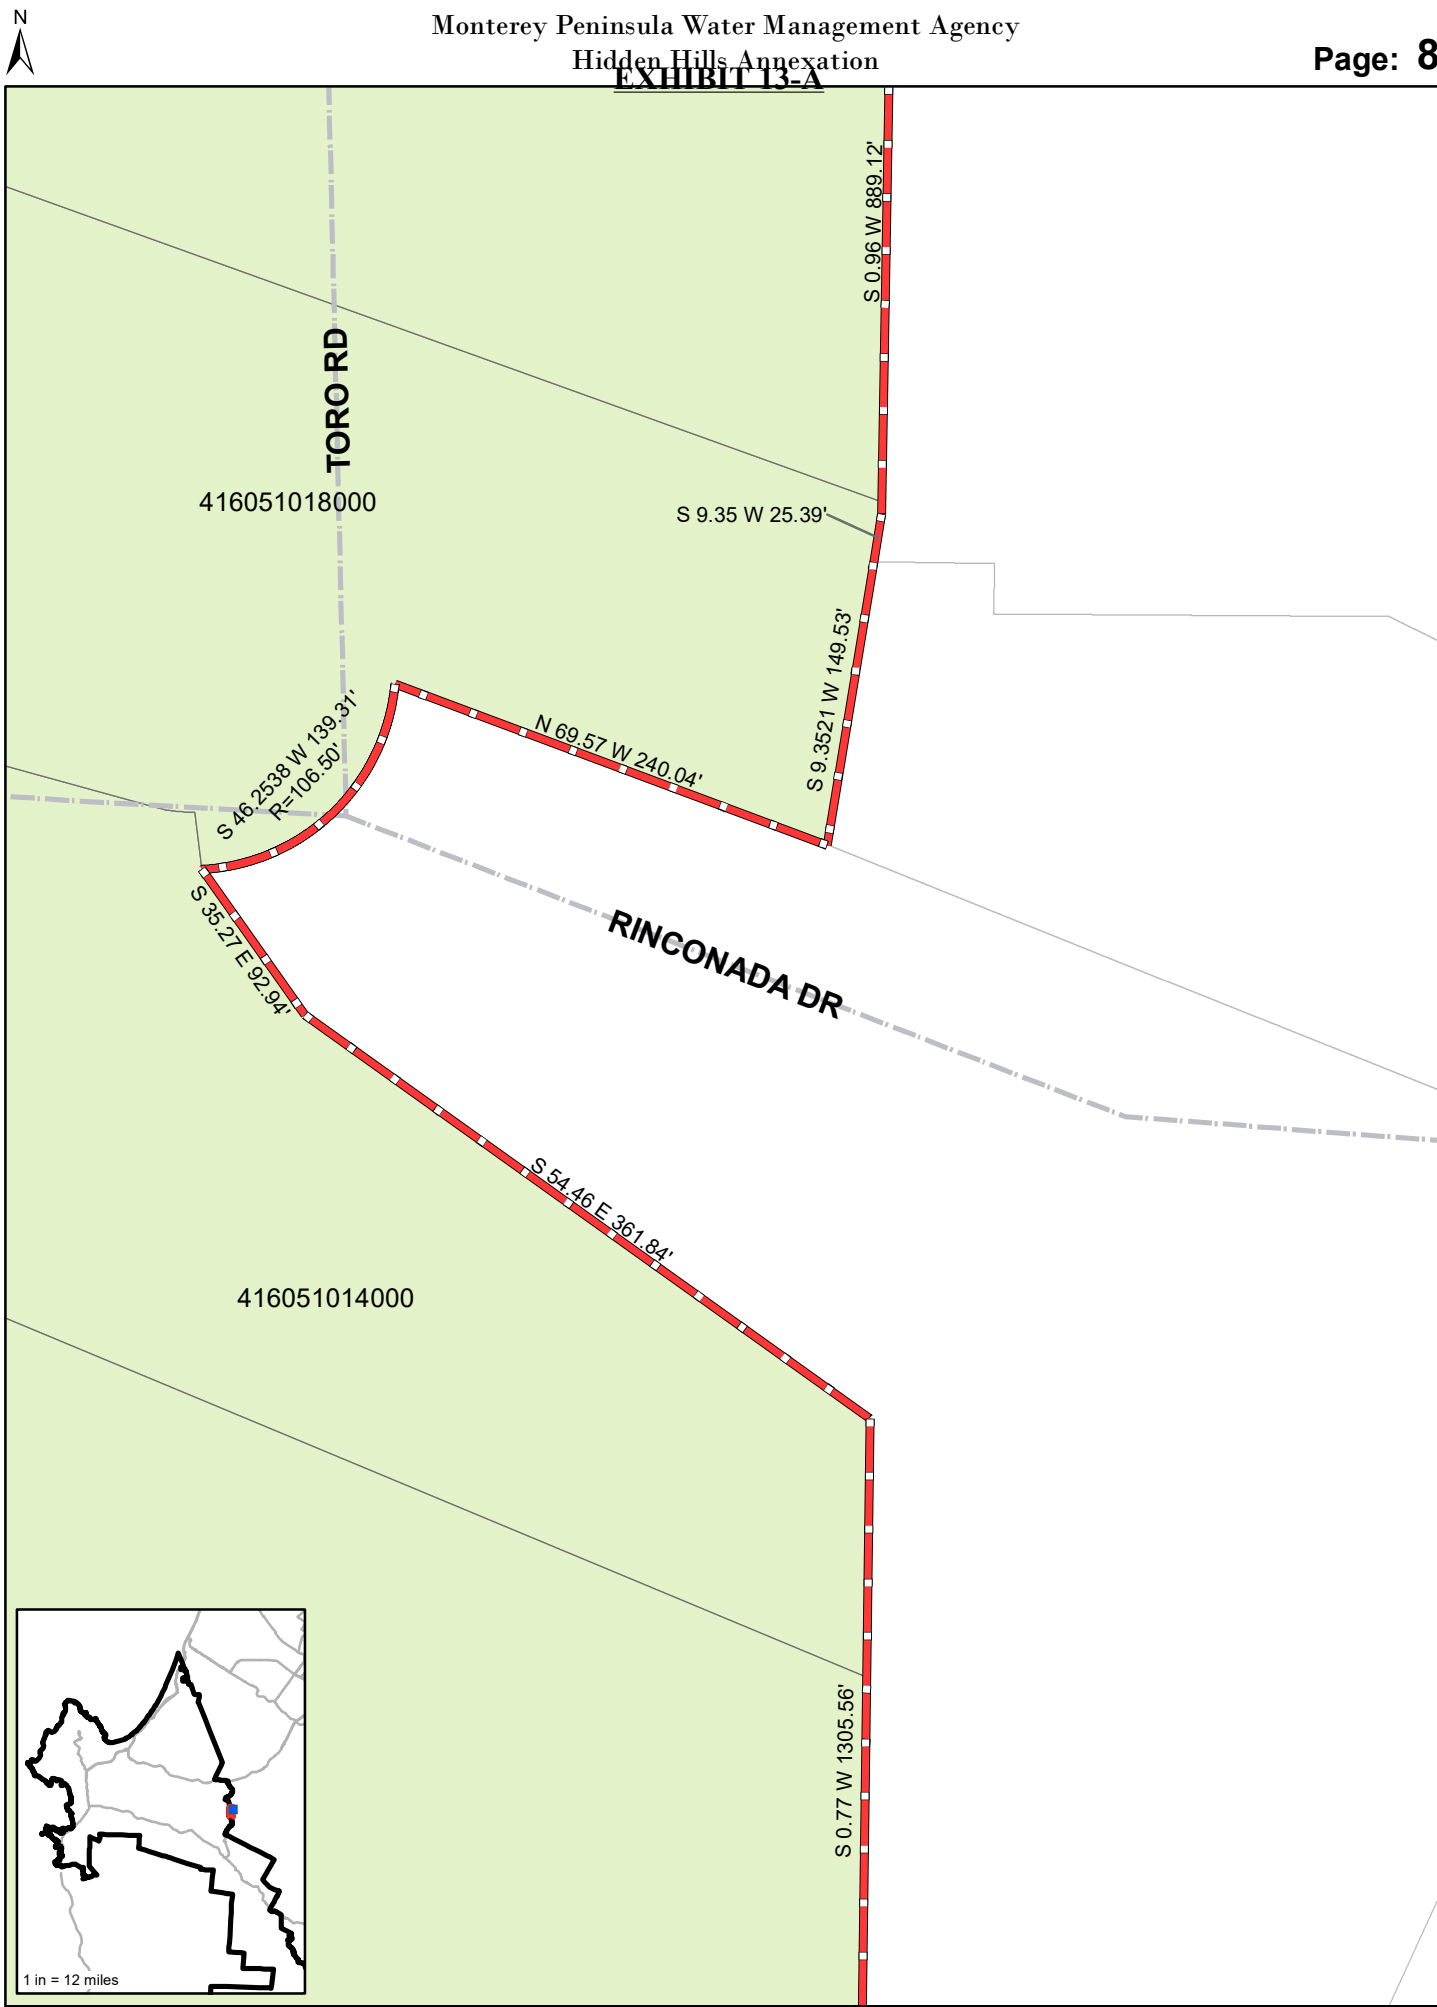 N
Monterey Peninsula Water Management Agency
Hidden Hills Annexation
EXHIBIT 13-A
Page: 8
S 0.96 W 889.12'
TORO RD
416051018000
S 9.35 W 25.39'
S 9.3521 W 149.53'
N 69.57 W 240.04'
S 46.2538 W 139.31'
R=106.50'
S 35.27 E 92.94'
RINCONADA DR
S 54.46 E 361.84'
416051014000
S 0.77 W 1305.56'
1 in = 12 miles